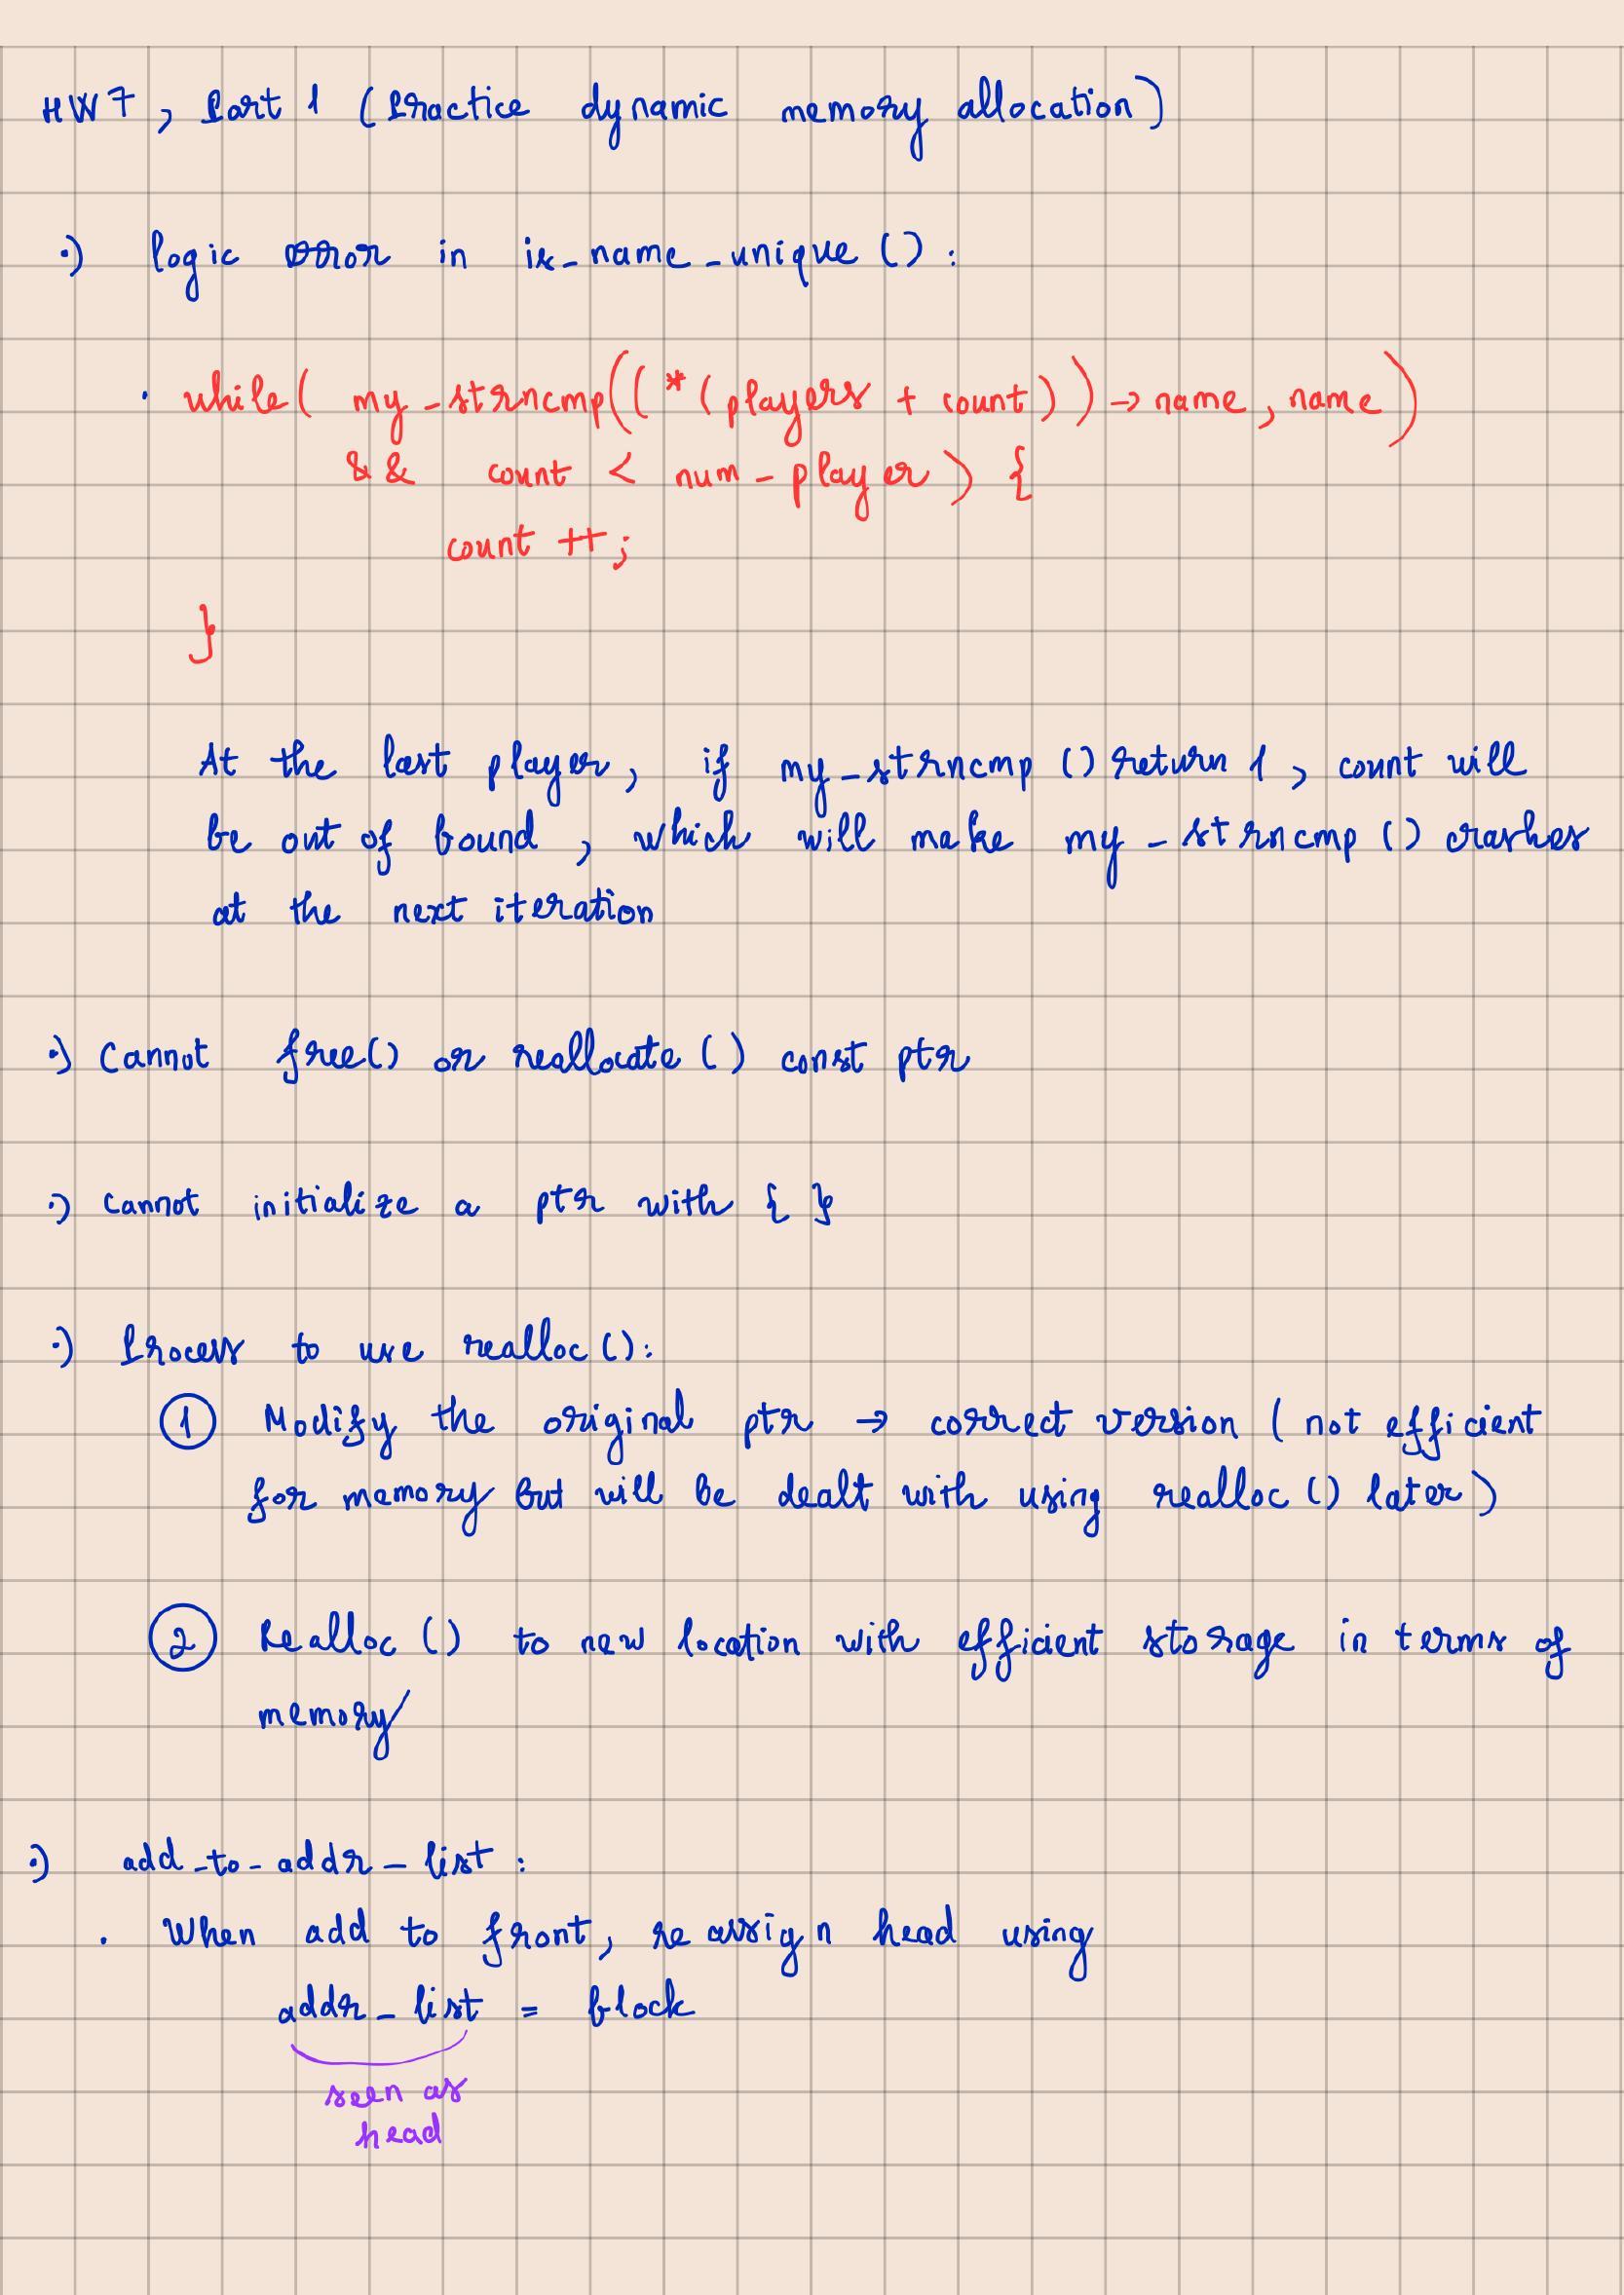 HW7, Part 1 (Practice dynamic memory allocation)
·) Logic error in is_name_unique():
· while( my_strncmp((*(players + count))->name, name)
&& count < num_player) {
count ++;
}
At the last player, if my_strncmp() return 1, count will
be out of bound, which will make my_strncmp() crashes
at the next iteration
·) Cannot free() or reallocate() const ptr
·) Cannot initialize a ptr with { }
·) Process to use realloc():
① Modify the original ptr → correct version (not efficient
for memory but will be dealt with using realloc() later)
② Realloc() to new location with efficient storage in terms of
memory
·) add_to_addr_list:
· When add to front, reassign head using
addr_list = block
seen as
head